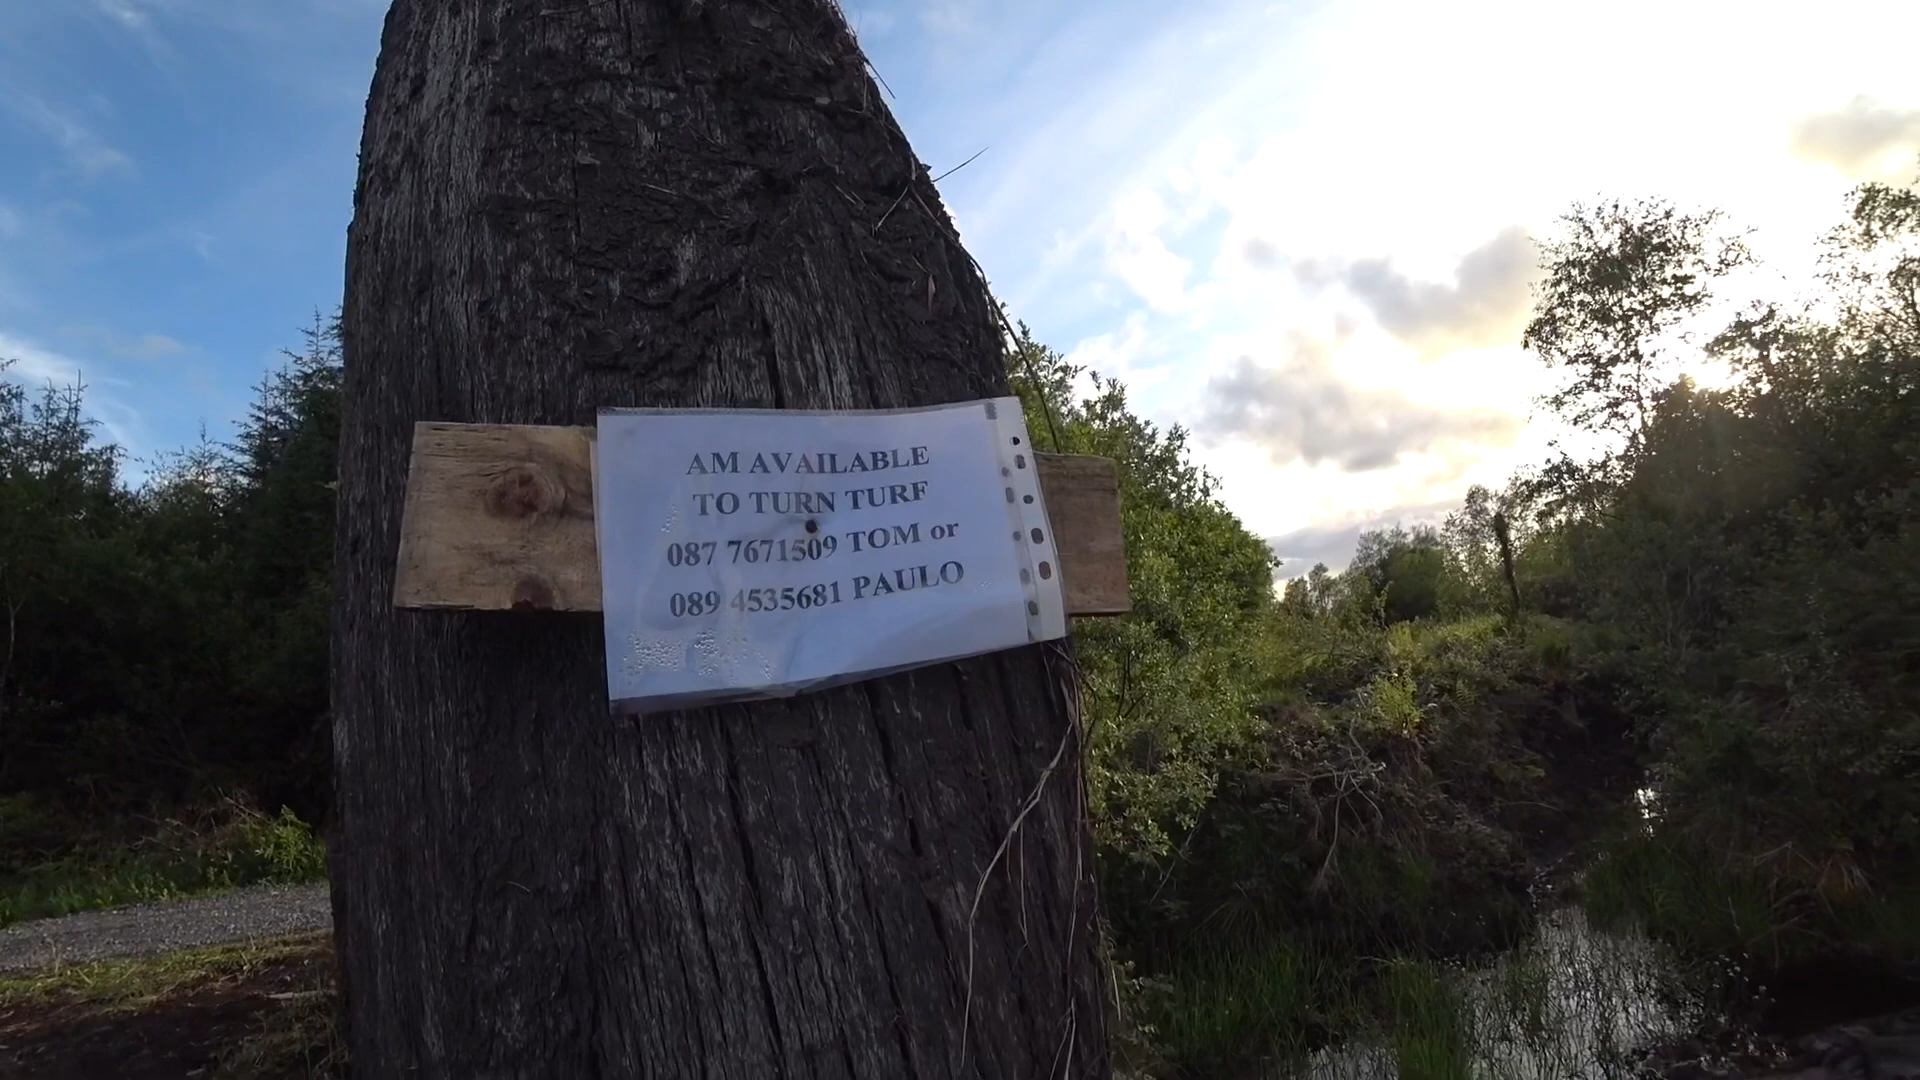 AM AVAILABLE
TO TURN TURF
087 7671509 TOM or
089 4535681 PAULO